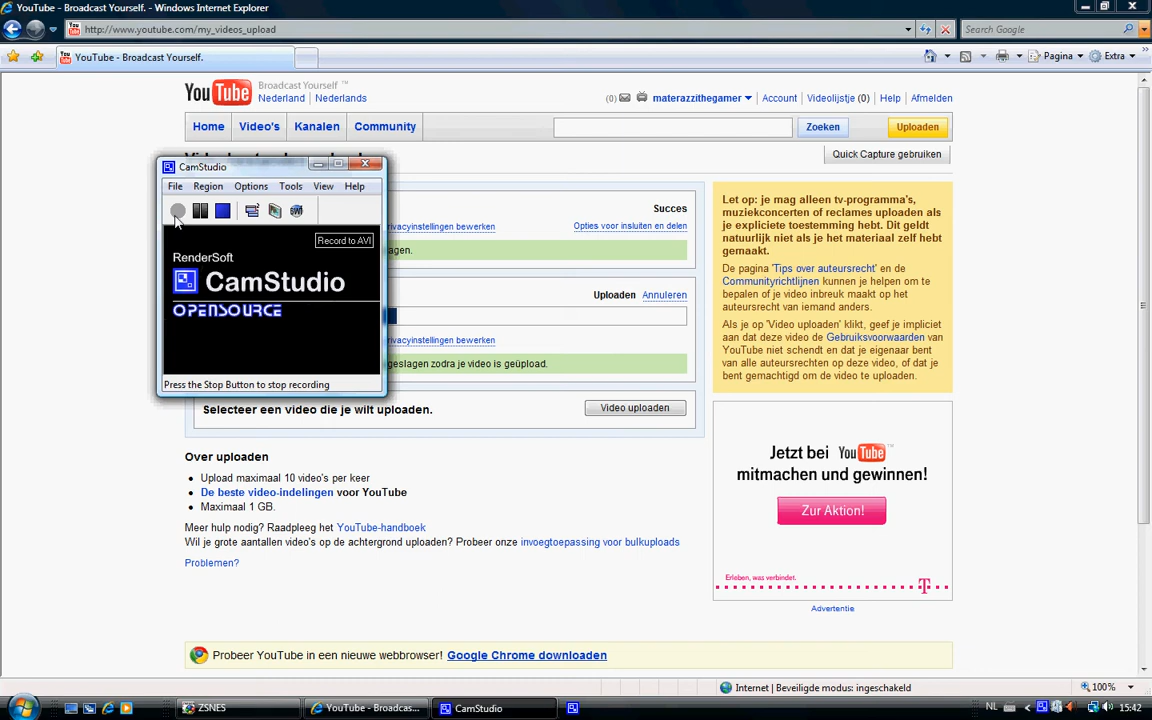 YouTube - Broadcast Yourself. - Windows Internet Explorer
http://www.youtube.com/my_videos_upload
Search Google
YouTube - Broadcast Yourself.
Pagina
Extra
YouTube
Broadcast Yourself ™
Nederland | Nederlands
(0) materazzithegamer Account Videolijstje (0) Help Afmelden
Home Video's Kanalen Community
Zoeken
Uploaden
Quick Capture gebruiken
CamStudio
File Region Options Tools View Help
Record to AVI
RenderSoft
CamStudio
OPENSOURCE
Press the Stop Button to stop recording
Succes
ivacyinstellingen bewerken
Opties voor insluiten en delen
agen.
Uploaden Annuleren
ivacyinstellingen bewerken
geslagen zodra je video is geüpload.
Selecteer een video die je wilt uploaden.
Video uploaden
Let op: je mag alleen tv-programma's,
muziekconcerten of reclames uploaden als
je expliciete toestemming hebt. Dit geldt
natuurlijk niet als je het materiaal zelf hebt
gemaakt.
De pagina 'Tips over auteursrecht' en de
Communityrichtlijnen kunnen je helpen om te
bepalen of je video inbreuk maakt op het
auteursrecht van iemand anders.
Als je op 'Video uploaden' klikt, geef je impliciet
aan dat deze video de Gebruiksvoorwaarden van
YouTube niet schendt en dat je eigenaar bent
van alle auteursrechten op deze video, of dat je
bent gemachtigd om de video te uploaden.
Over uploaden
Upload maximaal 10 video's per keer
De beste video-indelingen voor YouTube
Maximaal 1 GB.
Meer hulp nodig? Raadpleeg het YouTube-handboek
Wil je grote aantallen video's op de achtergrond uploaden? Probeer onze invoegtoepassing voor bulkuploads
Problemen?
Jetzt bei YouTube
mitmachen und gewinnen!
Zur Aktion!
Erleben, was verbindet.
T
Advertentie
Probeer YouTube in een nieuwe webbrowser! Google Chrome downloaden
Internet | Beveiligde modus: ingeschakeld
100%
ZSNES
YouTube - Broadcas...
CamStudio
NL
15:42